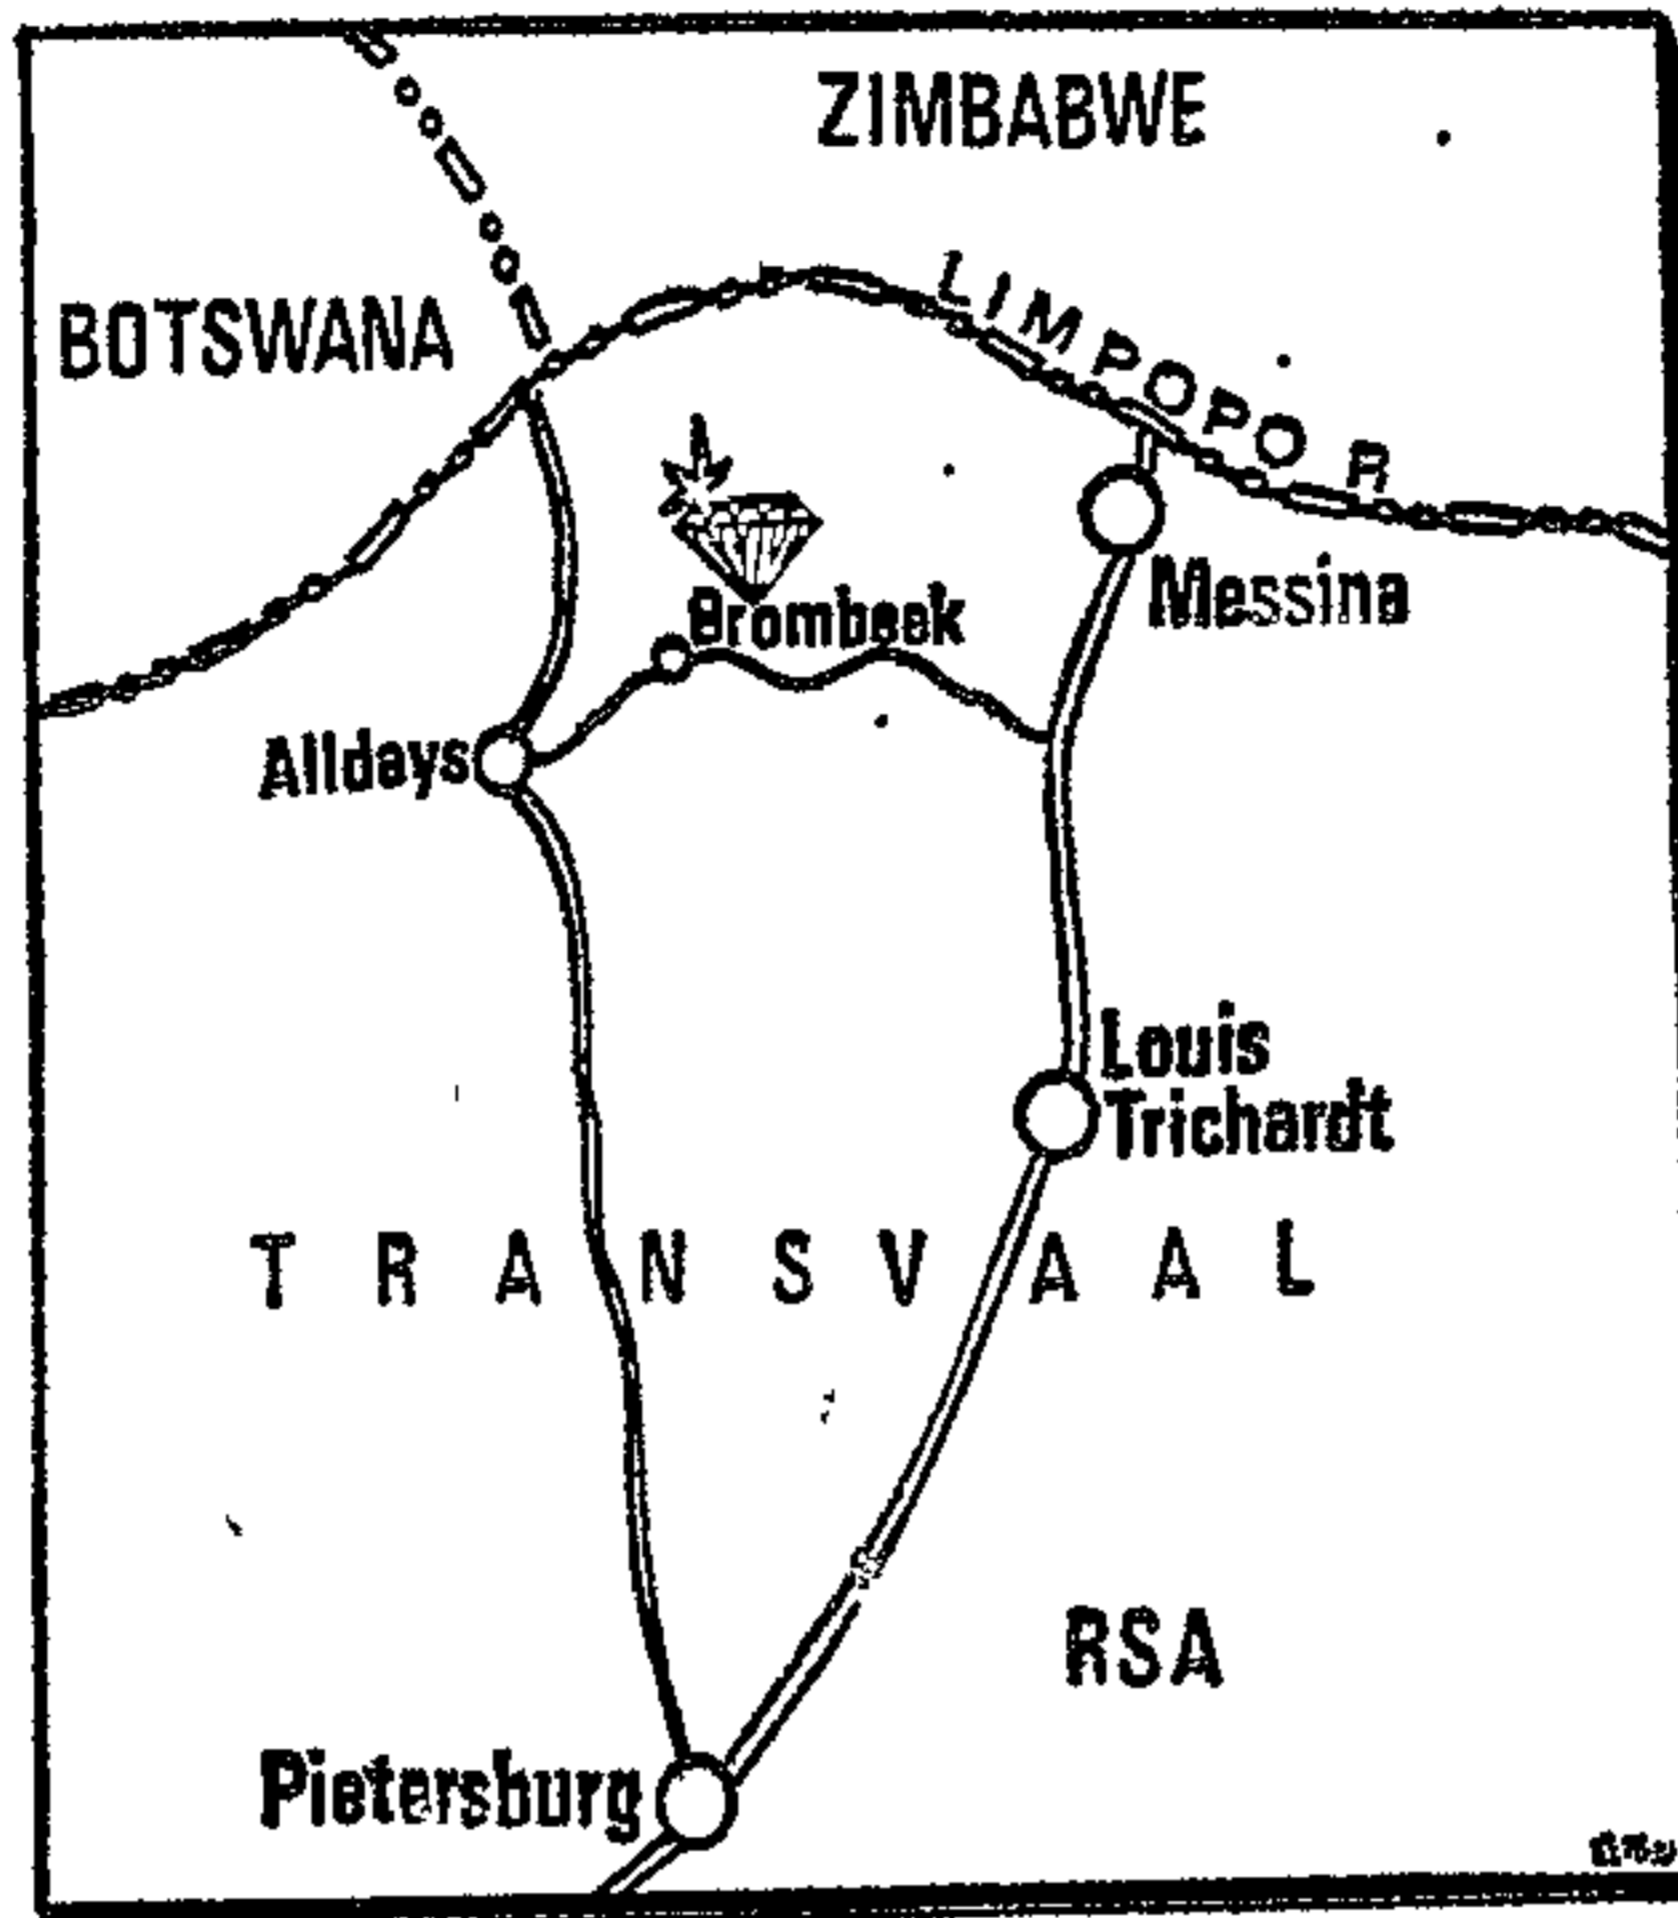 ZIMBABWE
LIMPOPO R
BOTSWANA
Brombeek
Messina
Alldays
Louis
Trichardt
TRANSVAAL
RSA
Pietersburg